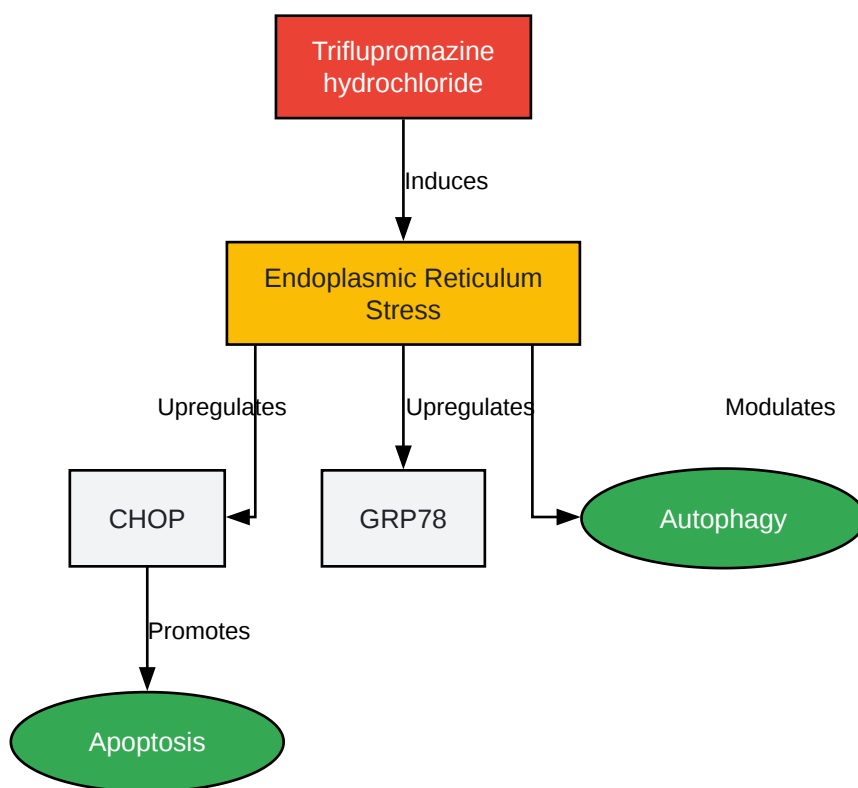 Triflupromazine
hydrochloride
Induces
Endoplasmic Reticulum
Stress
Upregulates
Upregulates
Modulates
CHOP
GRP78
Autophagy
Promotes
Apoptosis